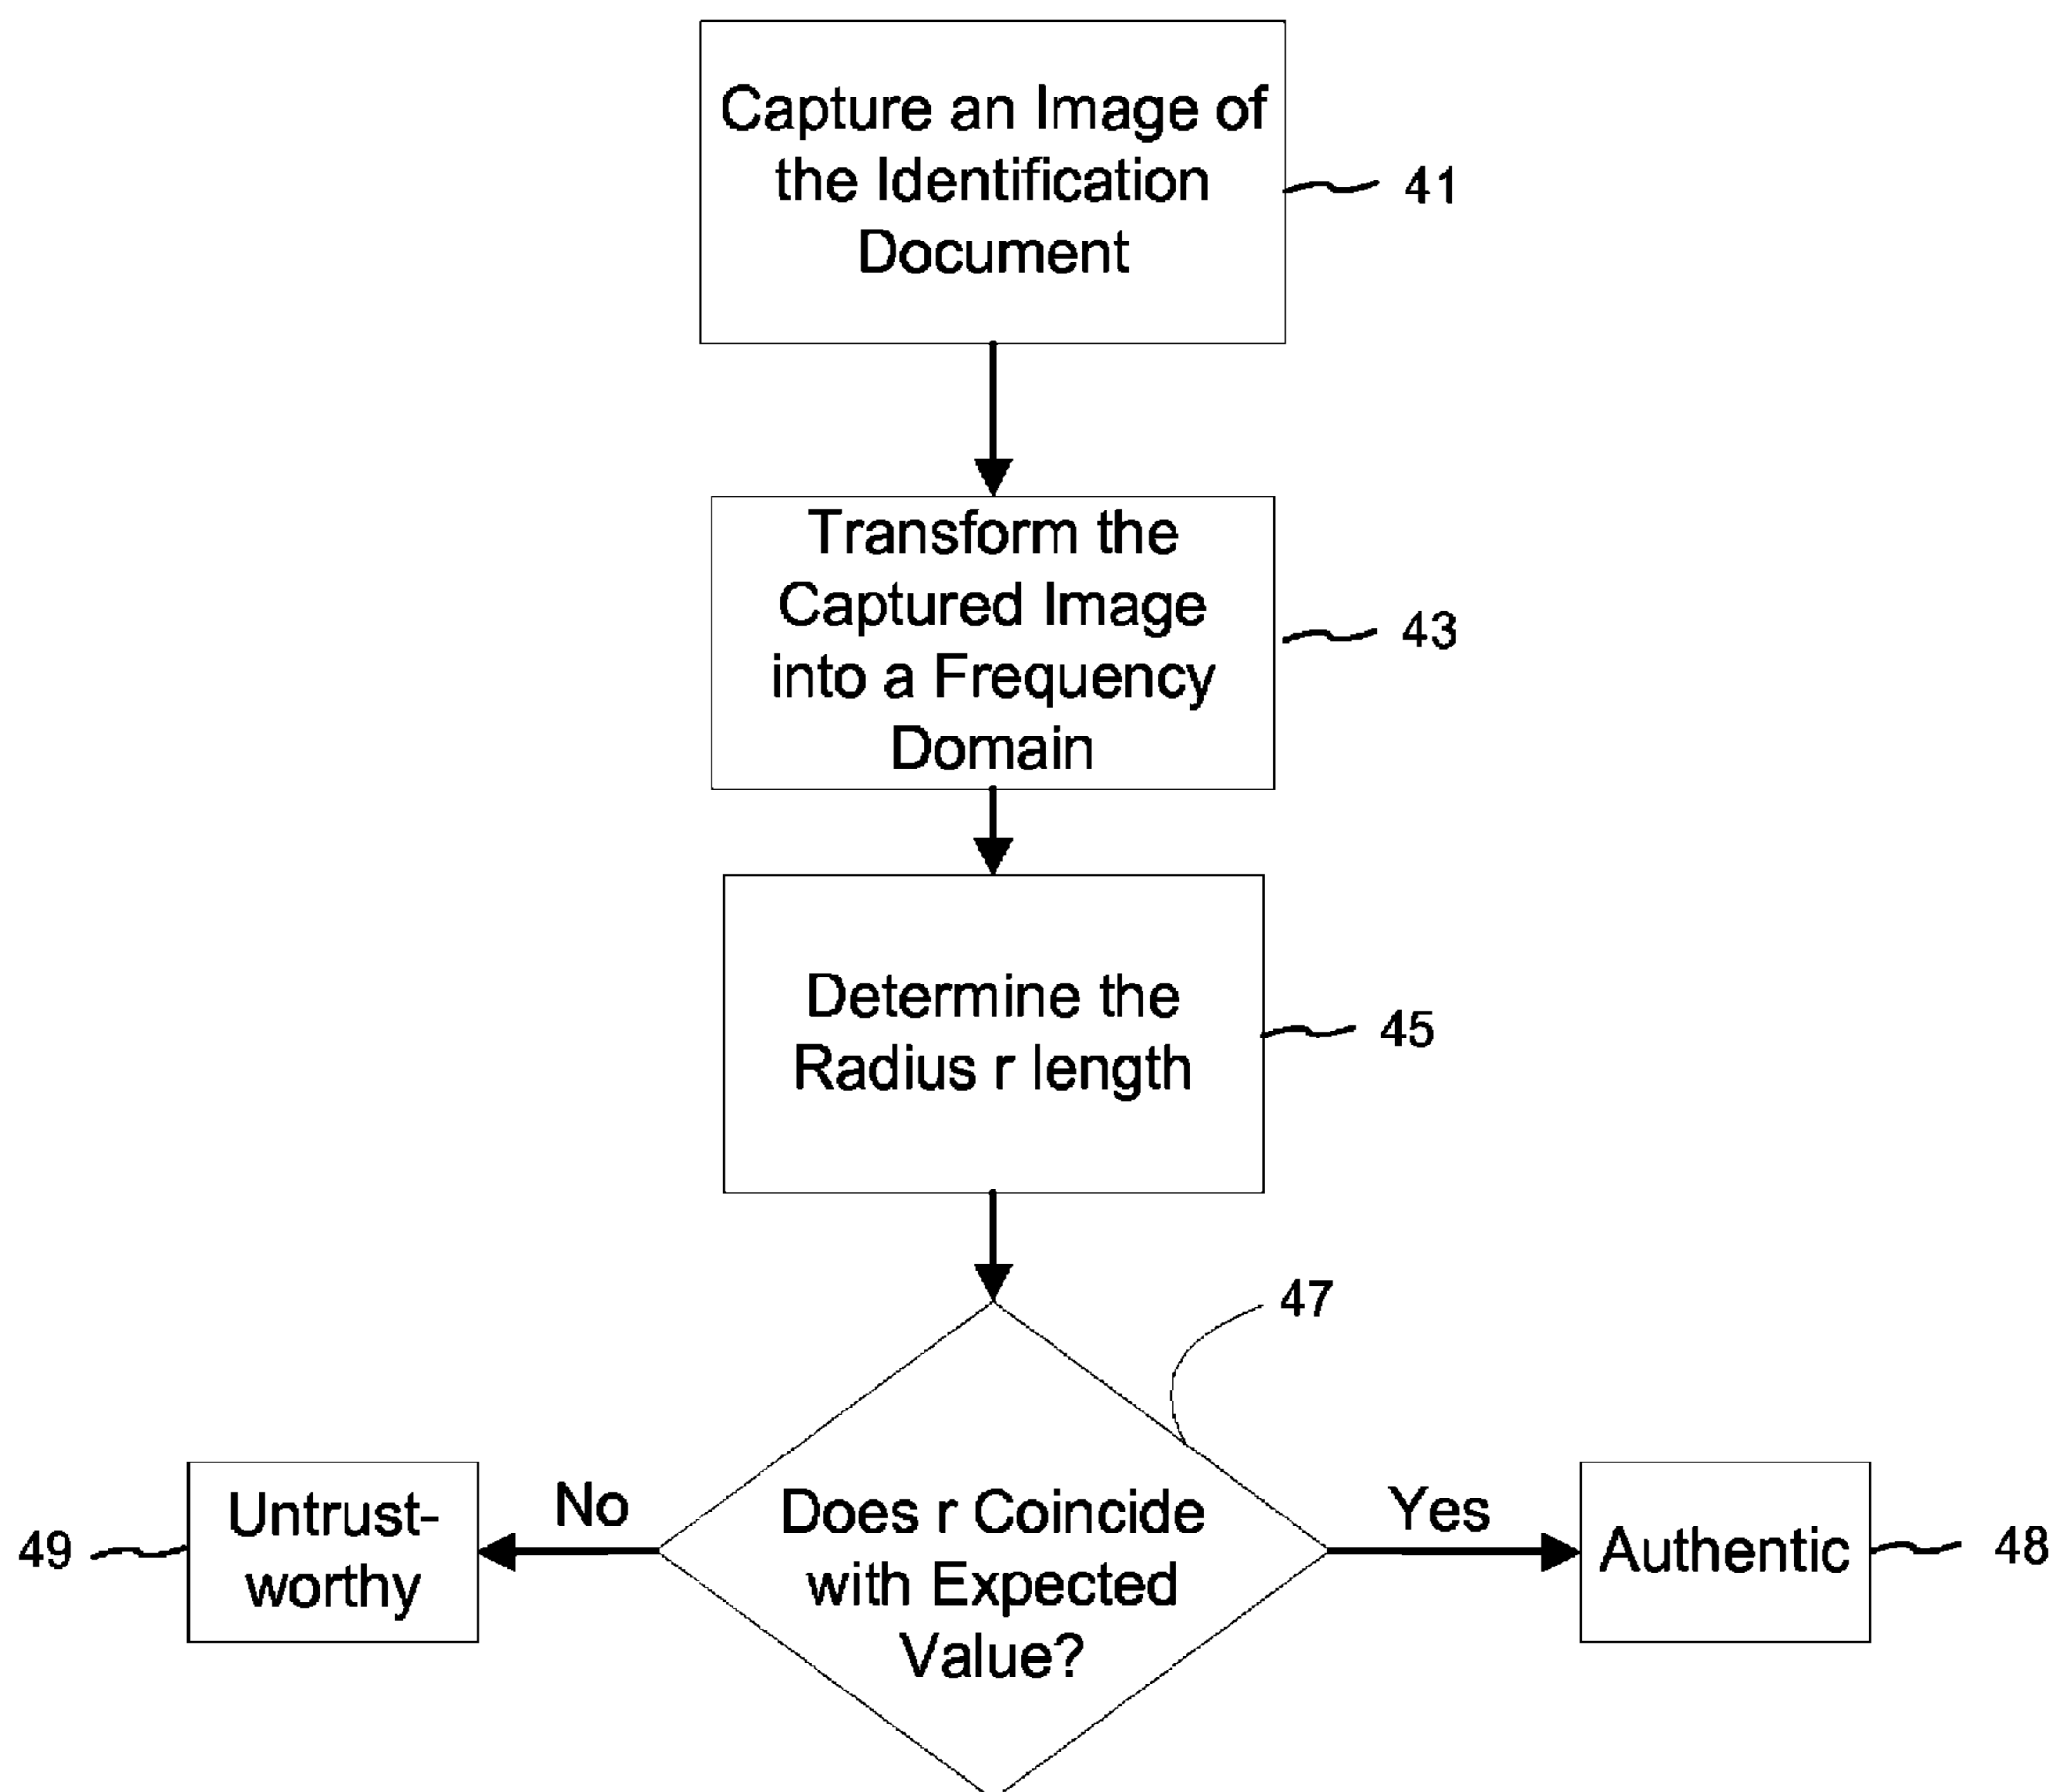 Capture an Image of
the Identification
Document
41
Transform the
Captured Image
into a Frequency
Domain
43
Determine the
Radius r length
45
47
Does r Coincide
with Expected
Value?
No
Untrust-
worthy
49
Yes
Authentic
48